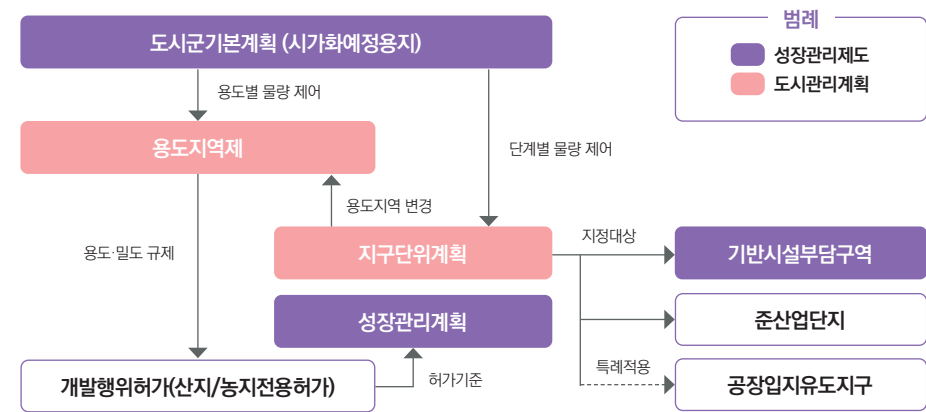 도시군기본계획 (시가화예정용지)
범례
성장관리제도
도시관리계획
용도별 물량 제어
용도지역제
단계별 물량 제어
용도지역 변경
용도·밀도 규제
지구단위계획
지정대상
기반시설부담구역
성장관리계획
준산업단지
개발행위허가(산지/농지전용허가)
허가기준
특례적용
공장입지유도지구